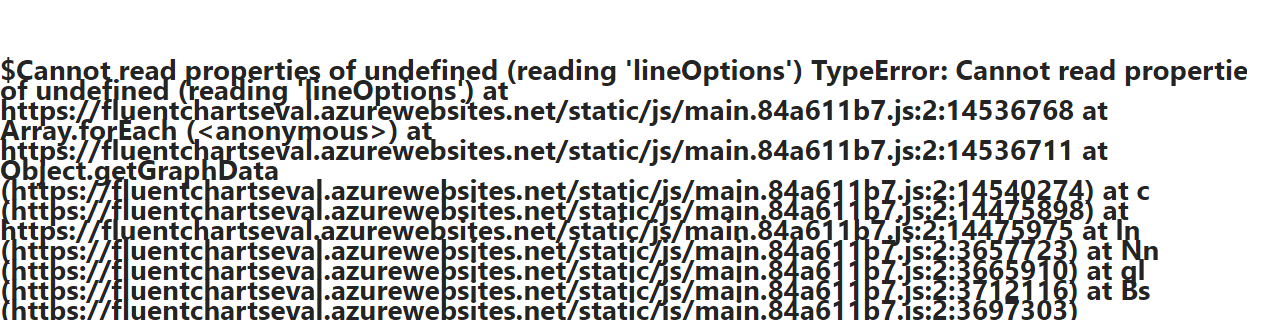 $Cannot read properties of undefined (reading 'lineOptions') TypeError: Cannot read propertie
of undefined (reading 'lineOptions') at
https://fluentchartseval.azurewebsites.net/static/js/main.84a611b7.js:2:14536768 at
Array.forEach (<anonymous>) at
https://fluentchartseval.azurewebsites.net/static/js/main.84a611b7.js:2:14536711 at
Object.getGraphData
(https://fluentchartseval.azurewebsites.net/static/js/main.84a611b7.js:2:14540274) at c
(https://fluentchartseval.azurewebsites.net/static/js/main.84a611b7.js:2:14475898) at
https://fluentchartseval.azurewebsites.net/static/js/main.84a611b7.js:2:14475975 at ln
(https://fluentchartseval.azurewebsites.net/static/js/main.84a611b7.js:2:3657723) at Nn
(https://fluentchartseval.azurewebsites.net/static/js/main.84a611b7.js:2:3665910) at gl
(https://fluentchartseval.azurewebsites.net/static/js/main.84a611b7.js:2:3712116) at Bs
(https://fluentchartseval.azurewebsites.net/static/js/main.84a611b7.js:2:3697303)